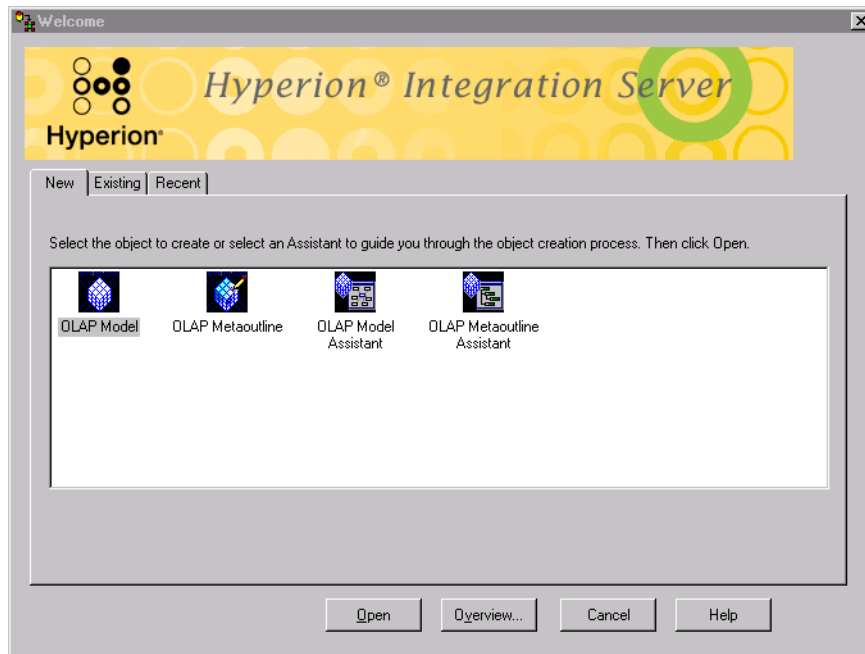 Welcome
Hyperion® Integration Server
Hyperion®
New Existing Recent
Select the object to create or select an Assistant to guide you through the object creation process. Then click Open.
OLAP Model
OLAP Metaoutline
OLAP Model
Assistant
OLAP Metaoutline
Assistant
Open Overview... Cancel Help